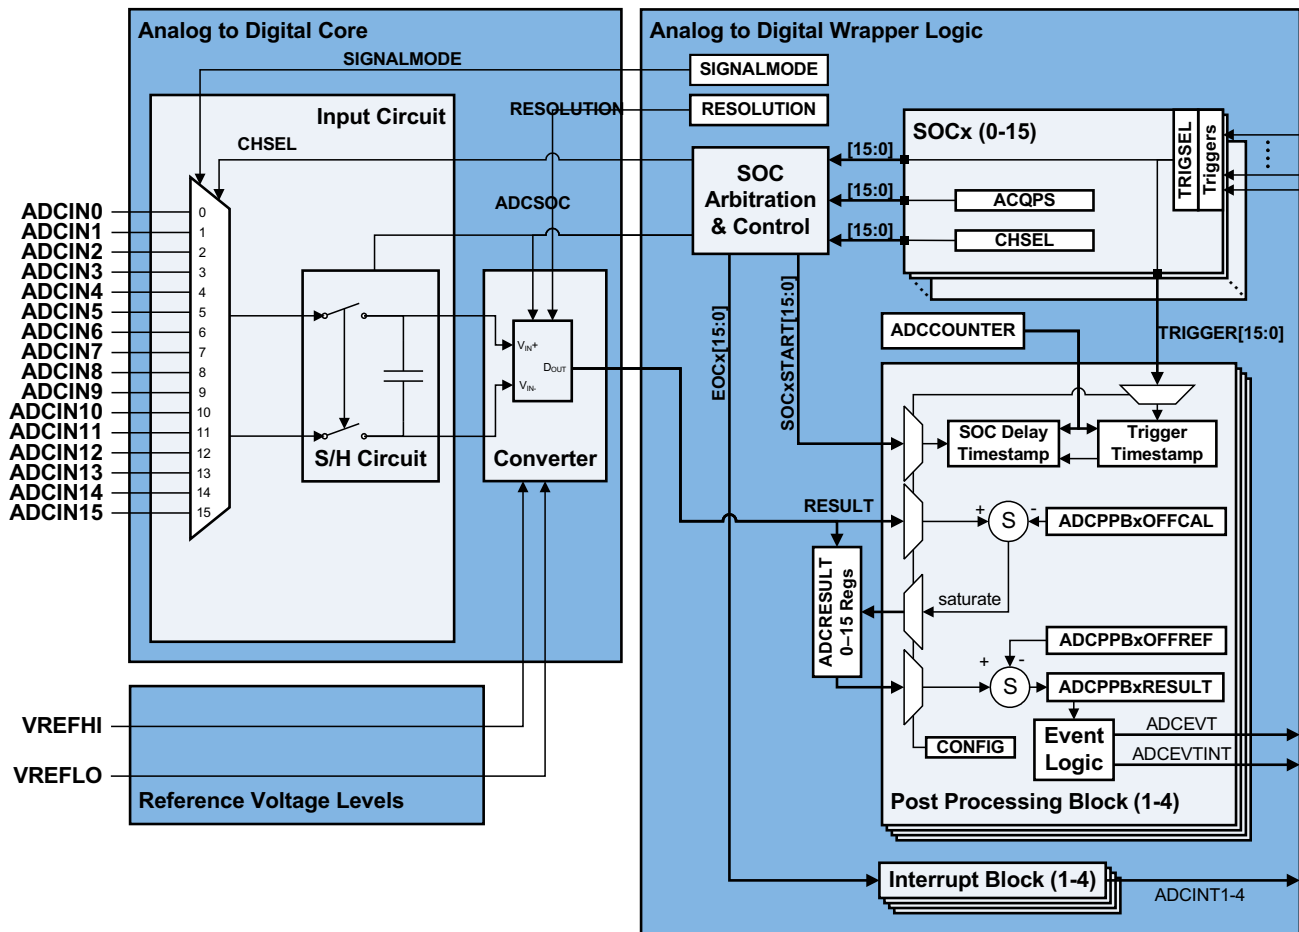 Analog to Digital Core
SIGNALMODE
Input Circuit
RESOLUTION
CHSEL
ADCSOC
ADCIN0
ADCIN1
ADCIN2
ADCIN3
ADCIN4
ADCIN5
ADCIN6
ADCIN7
ADCIN8
ADCIN9
ADCIN10
ADCIN11
ADCIN12
ADCIN13
ADCIN14
ADCIN15
0
1
2
3
4
5
6
7
8
9
10
11
12
13
14
15
S/H Circuit
VIN+
VIN-
DOUT
Converter
VREFHI
VREFLO
Reference Voltage Levels
Analog to Digital Wrapper Logic
SIGNALMODE
RESOLUTION
SOC
Arbitration
& Control
[15:0]
[15:0]
[15:0]
SOCx (0-15)
TRIGSEL
Triggers
ACQPS
CHSEL
EOCx[15:0]
SOCxSTART[15:0]
ADCCOUNTER
TRIGGER[15:0]
SOC Delay
Timestamp
Trigger
Timestamp
RESULT
+
S
-
ADCPPBxOFFCAL
saturate
ADCRESULT
0–15 Regs
ADCPPBxOFFREF
+
-
S
ADCPPBxRESULT
CONFIG
Event
Logic
ADCEVT
ADCEVTINT
Post Processing Block (1-4)
Interrupt Block (1-4)
ADCINT1-4